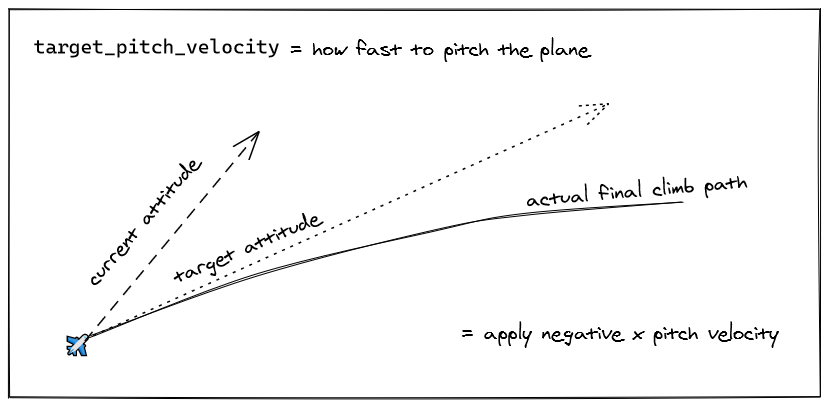 target_pitch_velocity = how fast to pitch the plane
current attitude
target attitude
actual final climb path
= apply negative x pitch velocity